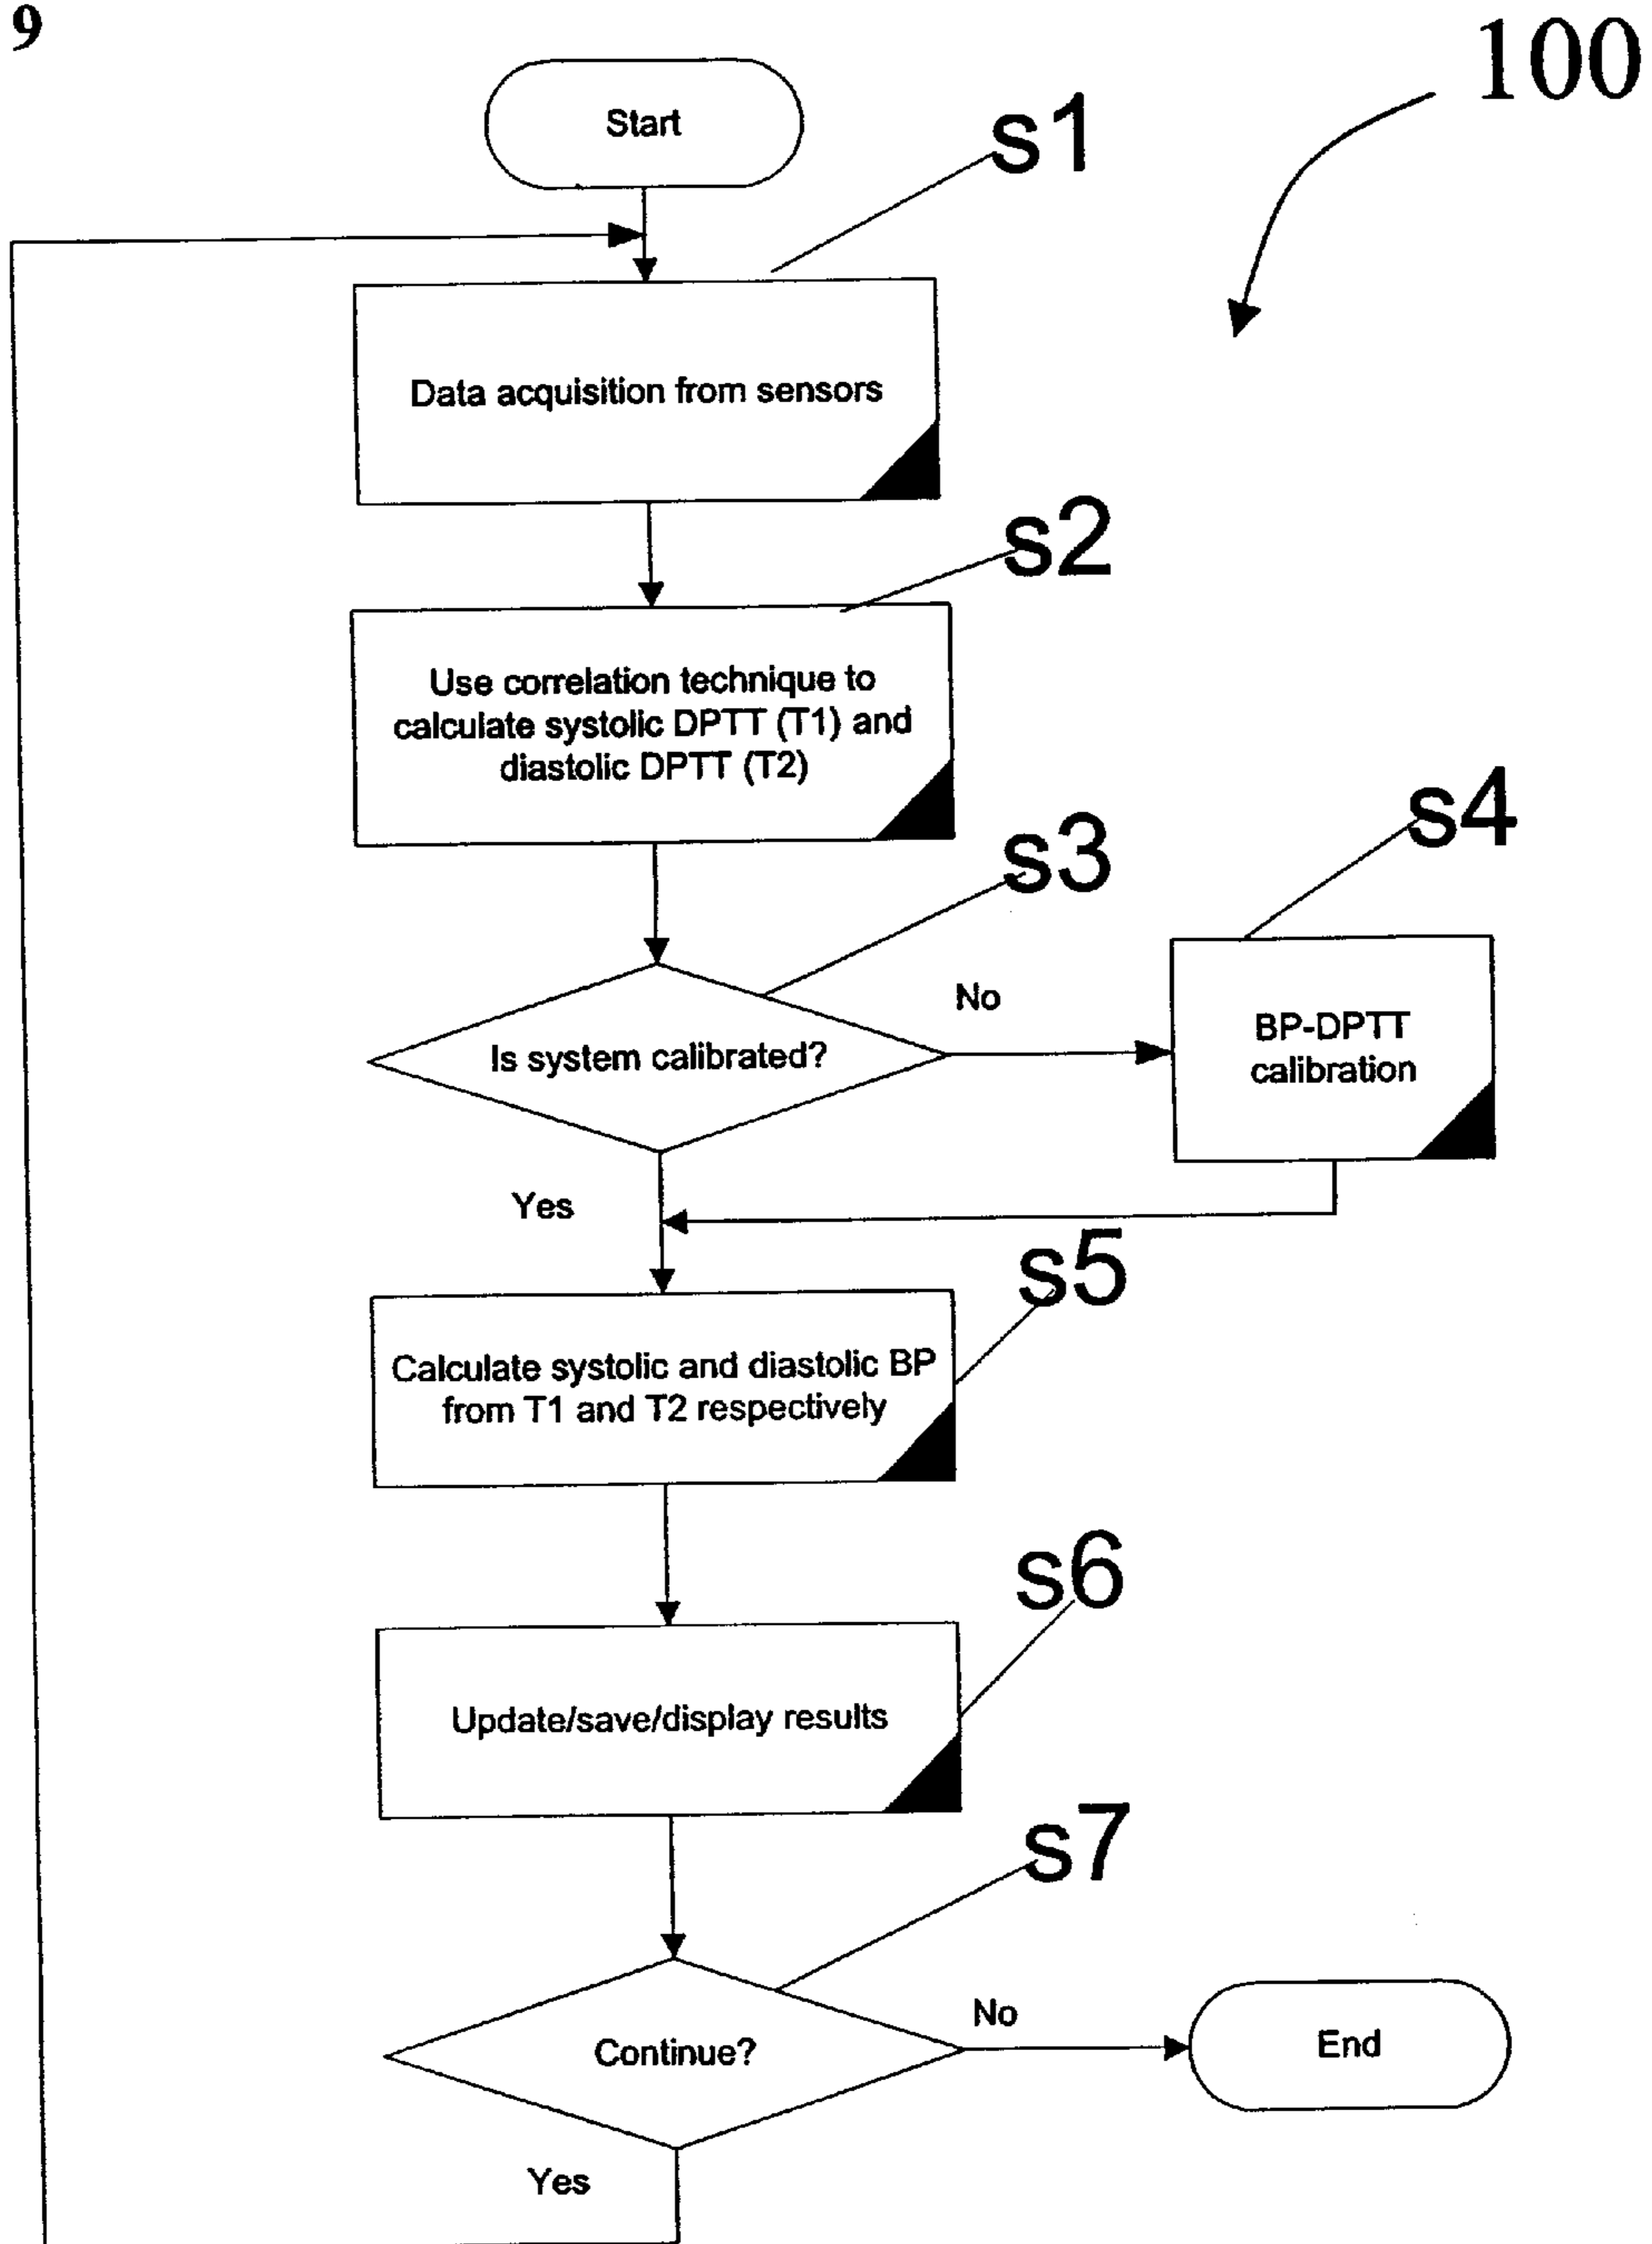 9
100
Start
s1
Data acquisition from sensors
s2
Use correlation technique to
calculate systolic DPTT (T1) and
diastolic DPTT (T2)
s3
s4
Is system calibrated?
No
BP-DPTT
calibration
Yes
s5
Calculate systolic and diastolic BP
from T1 and T2 respectively
s6
Update/save/display results
s7
Continue?
No
End
Yes